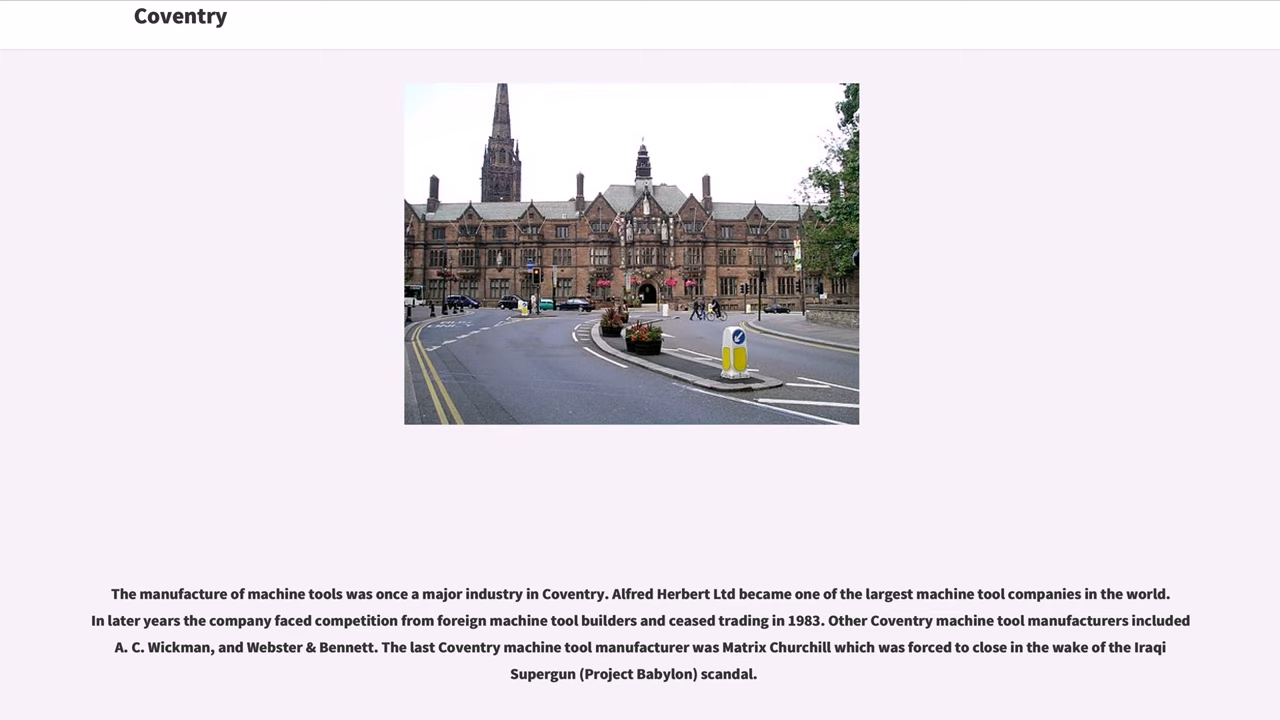 Coventry
The manufacture of machine tools was once a major industry in Coventry. Alfred Herbert Ltd became one of the largest machine tool companies in the world.
In later years the company faced competition from foreign machine tool builders and ceased trading in 1983. Other Coventry machine tool manufacturers included
A. C. Wickman, and Webster & Bennett. The last Coventry machine tool manufacturer was Matrix Churchill which was forced to close in the wake of the Iraqi
Supergun (Project Babylon) scandal.